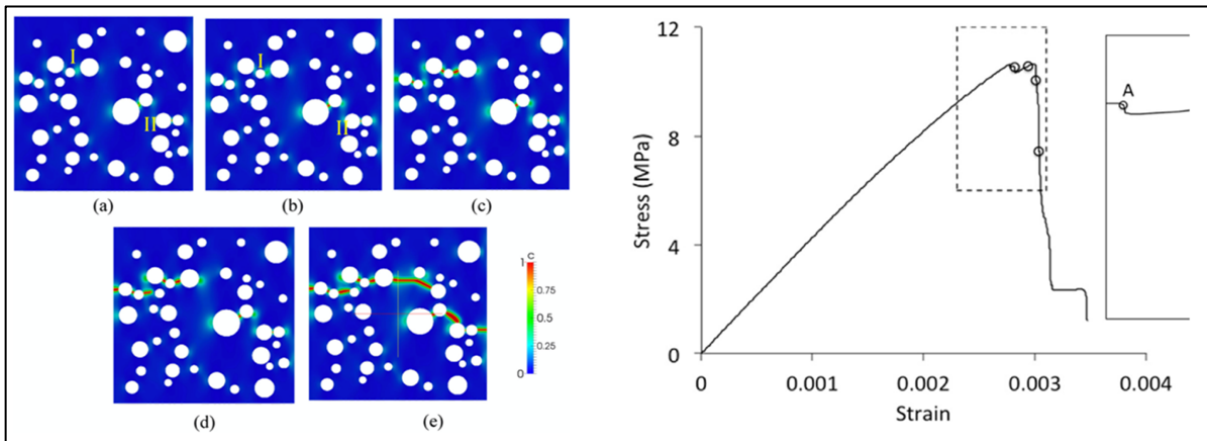 I
II
I
II
(a)
(b)
(c)
(d)
(e)
C
1
0.75
0.5
0.25
0
Stress (MPa)
12
8
4
0
0
0.001
0.002
0.003
0.004
Strain
A